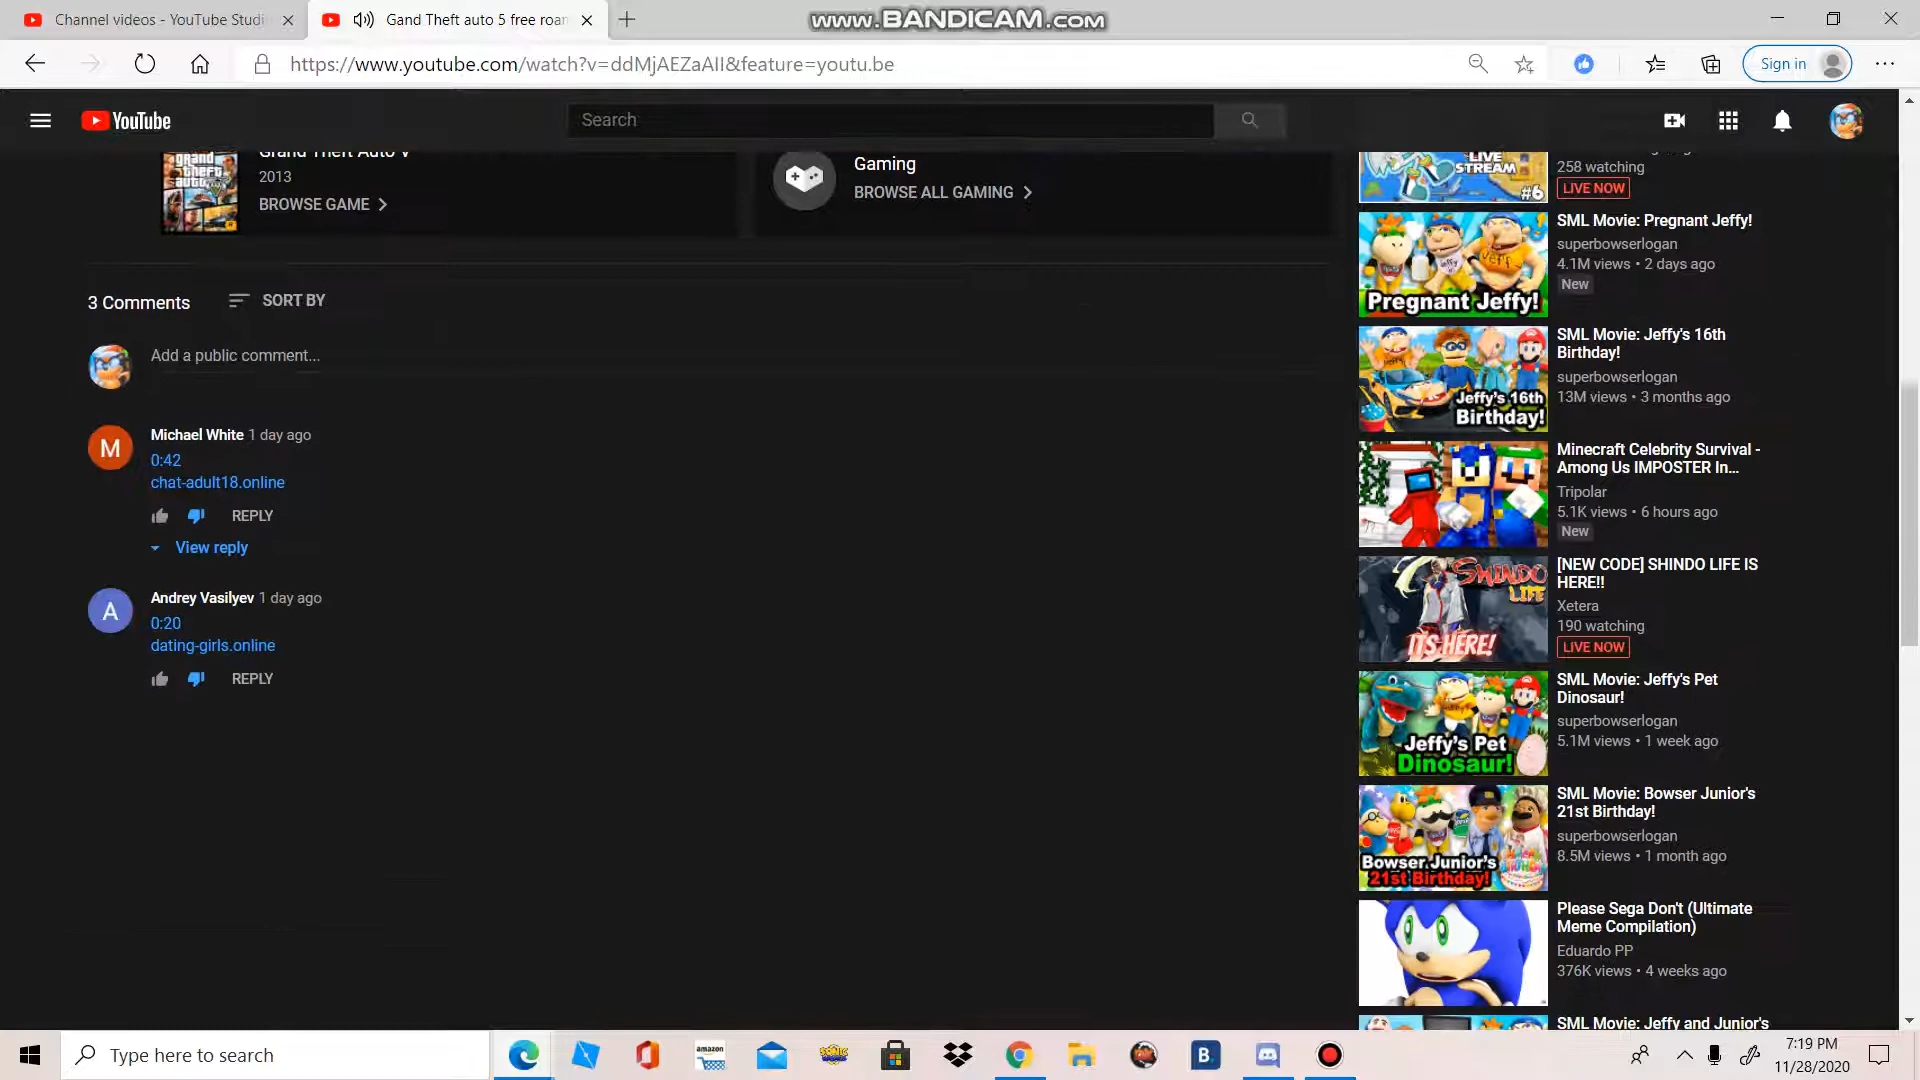 Channel videos - YouTube Studi
Gand Theft auto 5 free roan
www.BANDICAM.com
https://www.youtube.com/watch?v=ddMjAEZaAII&feature=youtu.be
Sign in
YouTube
Search
Grand Theft Auto V
2013
BROWSE GAME
Gaming
BROWSE ALL GAMING
3 Comments
SORT BY
Add a public comment...
M
Michael White 1 day ago
0:42
chat-adult18.online
REPLY
View reply
A
Andrey Vasilyev 1 day ago
0:20
dating-girls.online
REPLY
LIVE
STREAM
#6
258 watching
LIVE NOW
Pregnant Jeffy!
SML Movie: Pregnant Jeffy!
superbowserlogan
4.1M views • 2 days ago
New
Jeffy's 16th
Birthday!
SML Movie: Jeffy's 16th
Birthday!
superbowserlogan
13M views • 3 months ago
Minecraft Celebrity Survival -
Among Us IMPOSTER In...
Tripolar
5.1K views • 6 hours ago
New
SHINDO
LIFE
ITS HERE!
[NEW CODE] SHINDO LIFE IS
HERE!!
Xetera
190 watching
LIVE NOW
Jeffy's Pet
Dinosaur!
SML Movie: Jeffy's Pet
Dinosaur!
superbowserlogan
5.1M views • 1 week ago
Bowser Junior's
21st Birthday!
SML Movie: Bowser Junior's
21st Birthday!
superbowserlogan
8.5M views • 1 month ago
Please Sega Don't (Ultimate
Meme Compilation)
Eduardo PP
376K views • 4 weeks ago
SML Movie: Jeffy and Junior's
Type here to search
amazon
B.
7:19 PM
11/28/2020